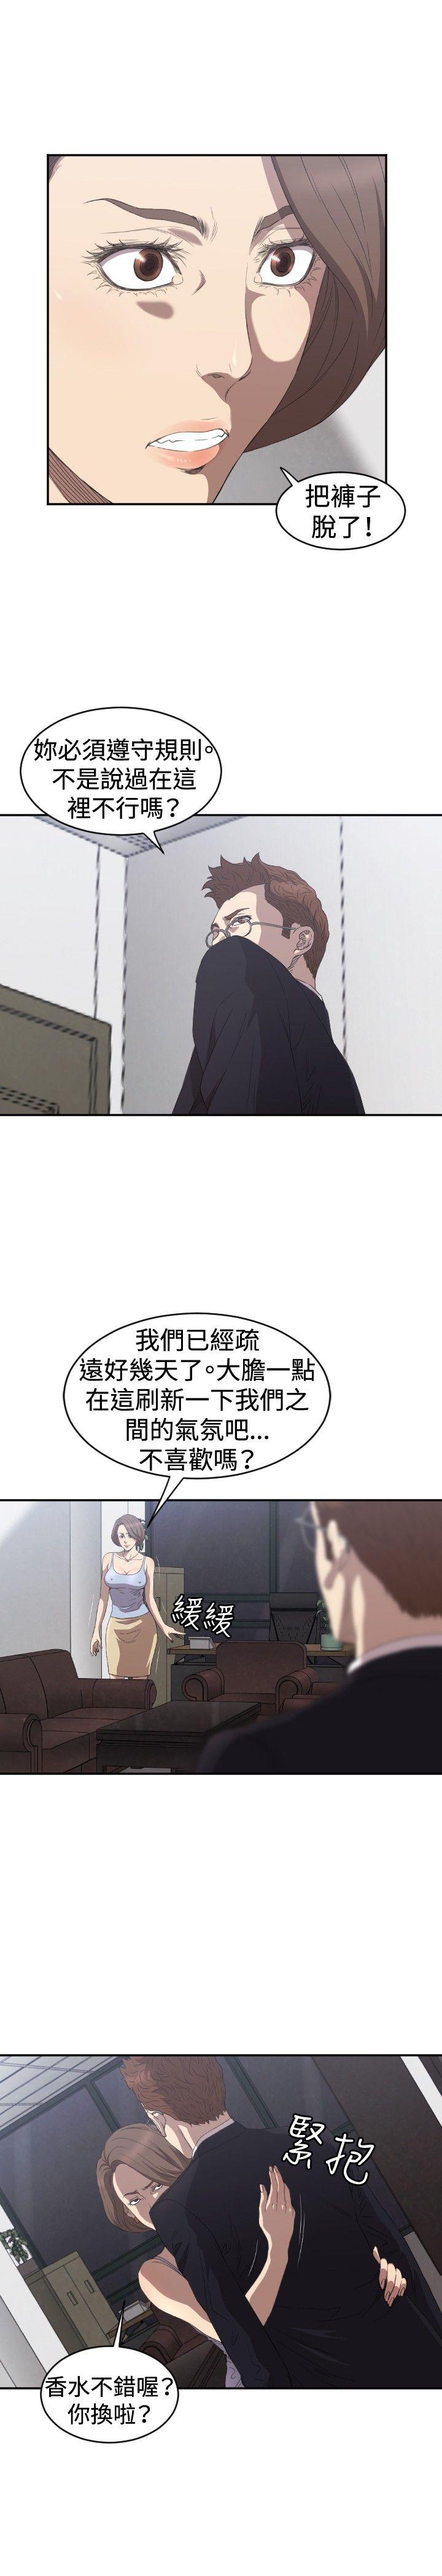 把褲子
脫了!
妳必須遵守規則。
不是說過在這
裡不行嗎?
我們已經疏
遠好幾天了。大膽一點
在這刷新一下我們之
間的氣氛吧...
不喜歡嗎?
緩緩
緊抱
香水不錯喔?
你換啦?